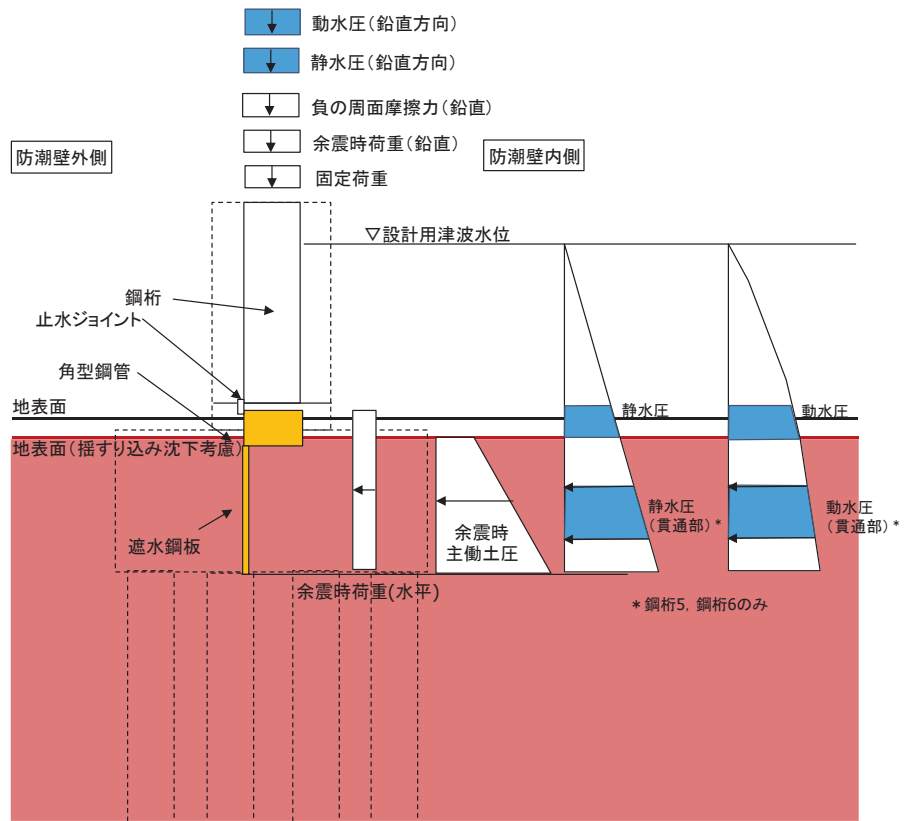 動水圧(鉛直方向)
静水圧(鉛直方向)
負の周面摩擦力(鉛直)
余震時荷重(鉛直)
固定荷重
防潮壁外側
防潮壁内側
▽設計用津波水位
鋼桁
止水ジョイント
角型鋼管
地表面
静水圧
動水圧
地表面(揺すり込み沈下考慮)
遮水鋼板
余震時
主働土圧
静水圧
(貫通部)*
動水圧
(貫通部)*
余震時荷重(水平)
*鋼桁5,鋼桁6のみ